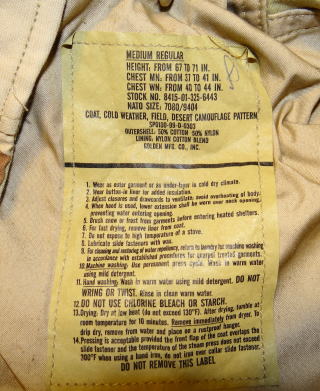 MEDIUM REGULAR
HEIGHT: FROM 67 TO 71 IN.
CHEST MN: FROM 37 TO 41 IN.
CHEST WN: FROM 40 TO 44 IN.
STOCK NO. 8415-01-325-6443
NATO SIZE: 7080/9404
COAT, COLD WEATHER, FIELD, DESERT CAMOUFLAGE PATTERN
SPO100-99-D-0303
OUTERSHELL: 50% COTTON 50% NYLON
LINING: NYLON COTTON BLEND
GOLDEN MFG. CO., INC.
1. Wear as outer garment or as under-layer in cold dry climate.
2. Wear button-in liner for added insulation.
3. Adjust closures and drawcords to ventilate. avoid overheating of body.
4. When hood is used, lower extension shall be worn over neck opening,
preventing water entering opening.
5. Brush snow or frost from garments before entering heated shelters.
6. For fast drying, remove liner from coat.
7. Do not expose to high temperature of a stove.
8. Lubricate slide fasteners with wax.
9. For cleaning and restoring of water repellency, return to laundry for machine washing
in accordance with established procedures for quarpel treated garments.
10. Machine washing: Use permanent press cycle. Wash in warm water
using mild detergent.
11. Hand washing: Wash in warm water using mild detergent. DO NOT
WRING OR TWIST. Rinse in clean warm water.
12. DO NOT USE CHLORINE BLEACH OR STARCH.
13. Drying: Dry at low heat (do not exceed 130°F). After drying, tumble at
room temperature for 10 minutes. Remove immediately from dryer. To
drip dry, remove from water and place on a rustproof hanger.
14. Pressing is acceptable provided the front flap of the coat overlaps the
slide fastener and the temperature of the steam press does not exceed
300°F when using a hand iron, do not iron over collar slide fastener.
DO NOT REMOVE THIS LABEL